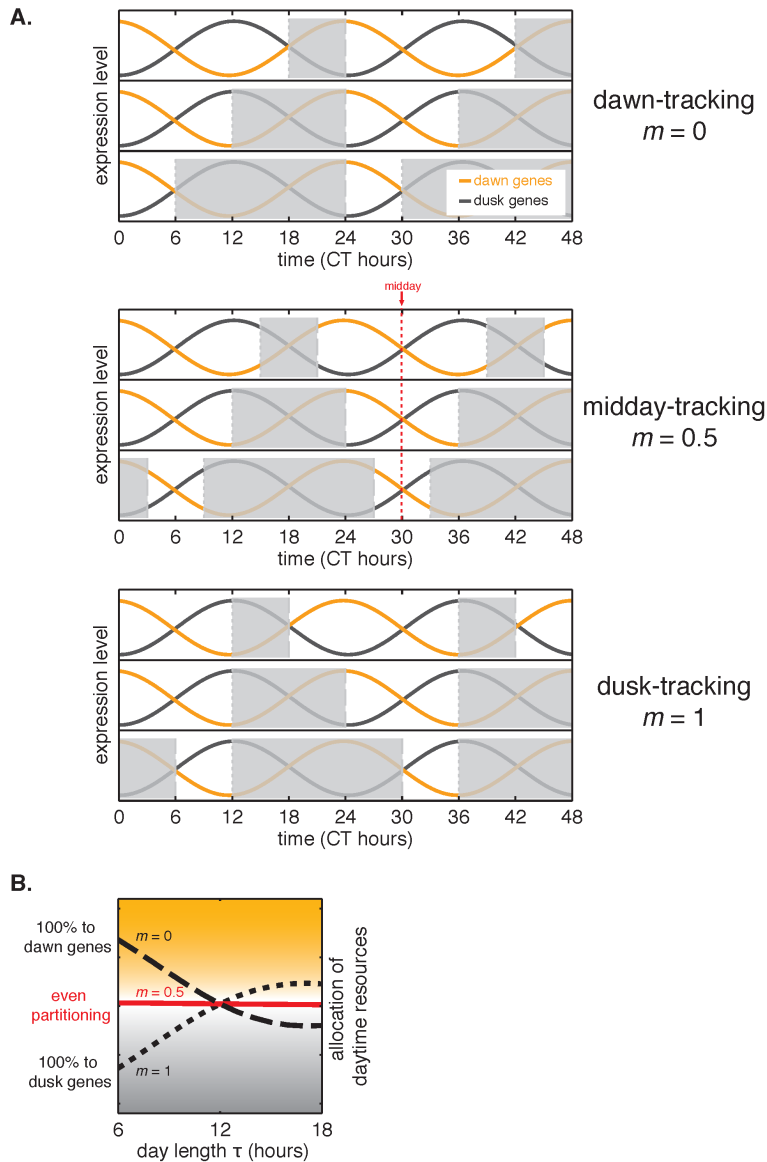 A.
expression level
dawn genes
dusk genes
0 6 12 18 24 30 36 42 48
time (CT hours)
dawn-tracking
m = 0
midday
expression level
0 6 12 18 24 30 36 42 48
time (CT hours)
midday-tracking
m = 0.5
expression level
0 6 12 18 24 30 36 42 48
time (CT hours)
dusk-tracking
m = 1
B.
100% to
dawn genes
even
partitioning
100% to
dusk genes
m = 0
m = 0.5
m = 1
6 12 18
day length τ (hours)
allocation of
daytime resources